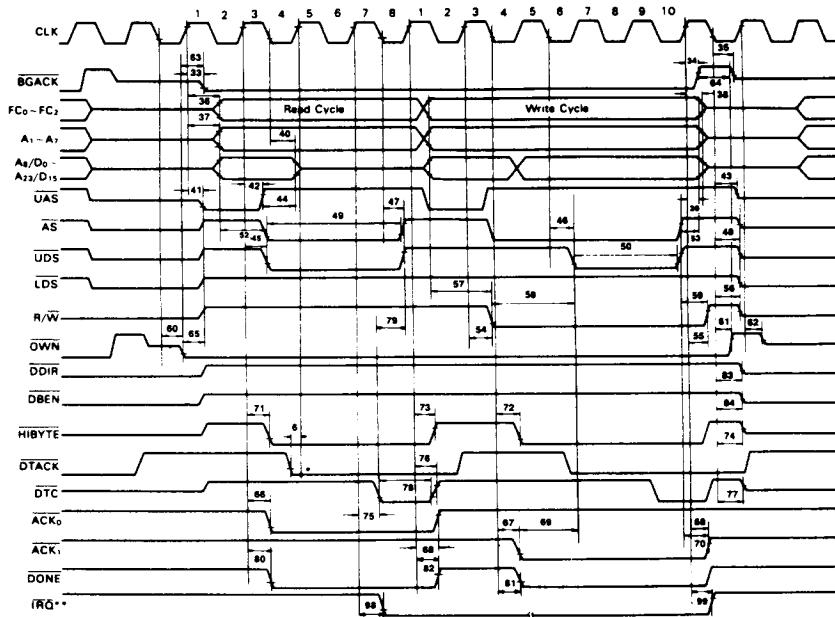 1 2 3 4 5 6 7 8 1 2 3 4 5 6 7 8 9 10
CLK
63 35
33 34
BGACK
64
36 38
FC0~FC2 Read Cycle Write Cycle
37 40
A1~A7
A8/D0~
A23/D15
41 42 43
UAS
44 47 39
49 46
AS
52 45 53 48
UDS
50
LDS
57 58 59 56
R/W
79 54 55 61 62
60 65
OWN
DDIR
83
DBEN
84
71 73 72
HIBYTE
6 74
DTACK
* 76
DTC
78 77
66 75 67 69 68
ACK0
70
ACK1
80 68
82
DONE
81
IRQ** 98 99